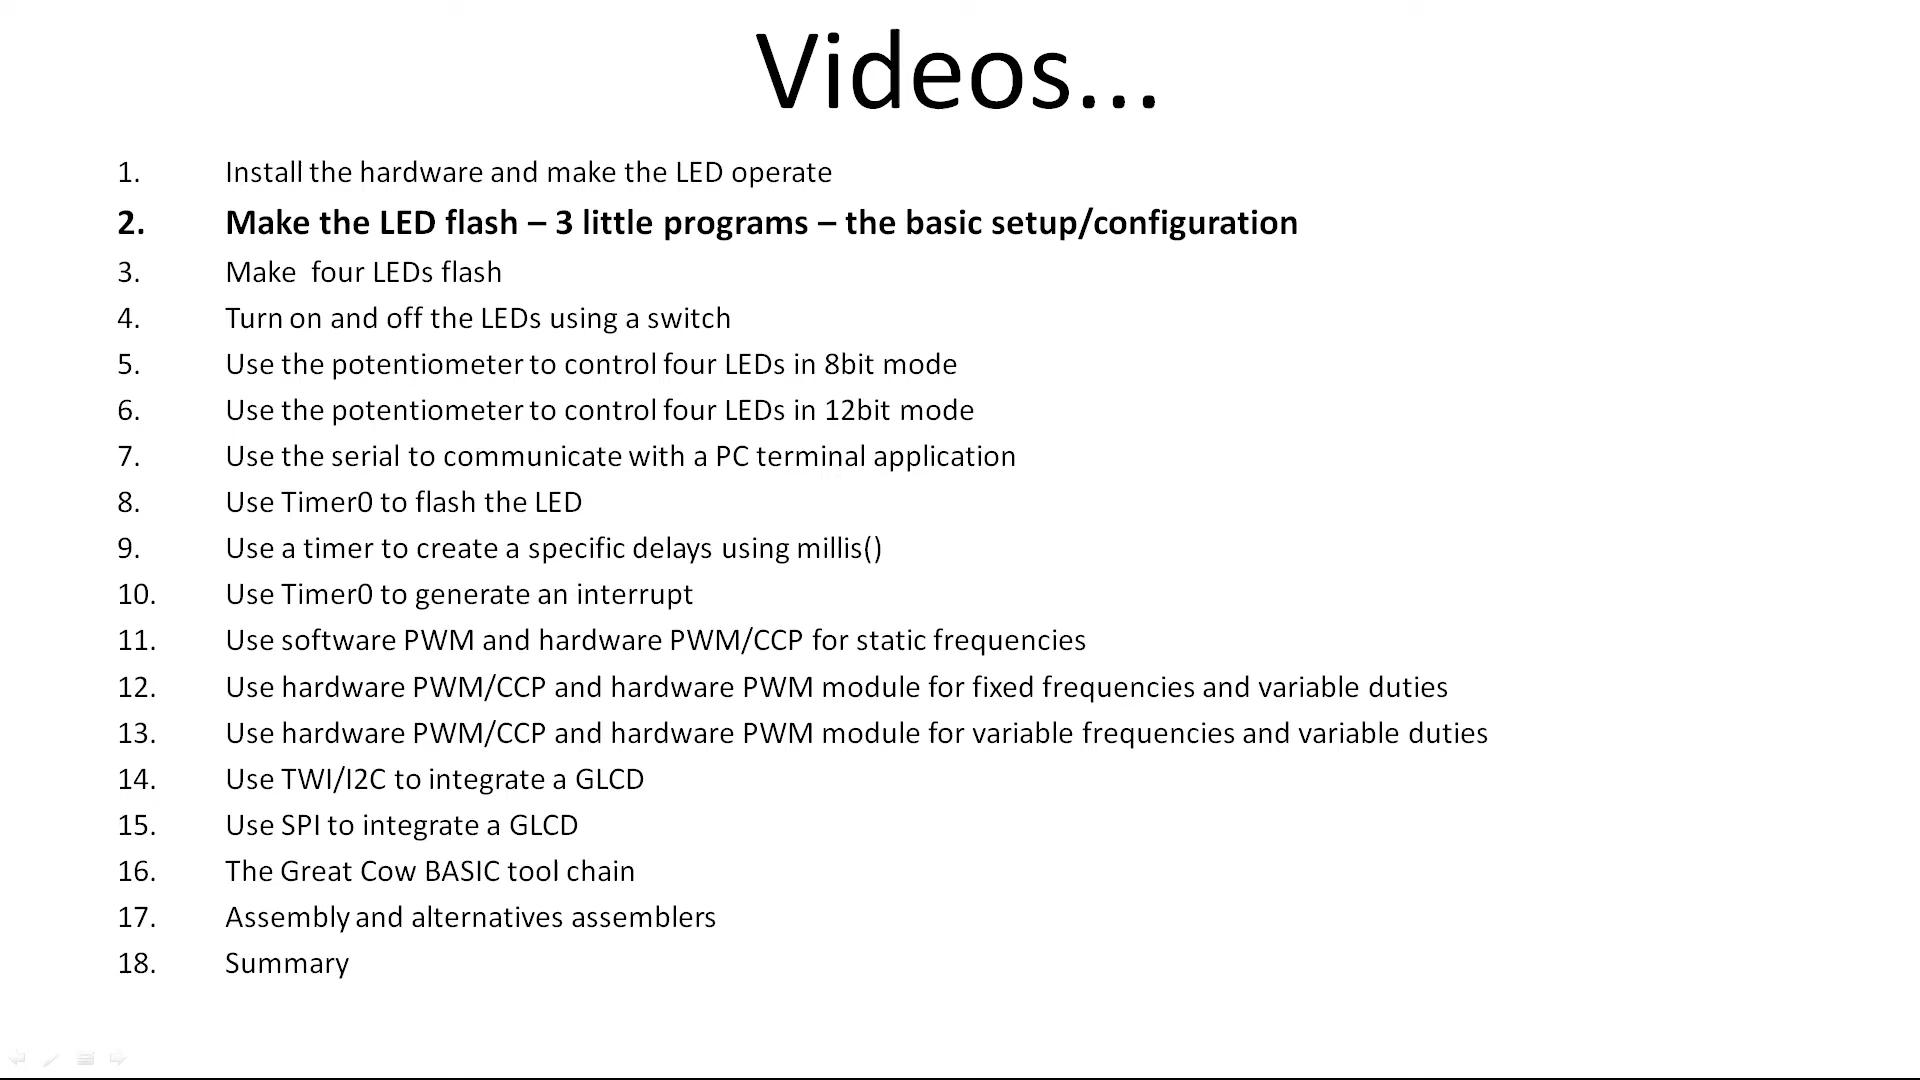 Videos...
1. Install the hardware and make the LED operate
2. Make the LED flash – 3 little programs – the basic setup/configuration
3. Make  four LEDs flash
4. Turn on and off the LEDs using a switch
5. Use the potentiometer to control four LEDs in 8bit mode
6. Use the potentiometer to control four LEDs in 12bit mode
7. Use the serial to communicate with a PC terminal application
8. Use Timer0 to flash the LED
9. Use a timer to create a specific delays using millis()
10. Use Timer0 to generate an interrupt
11. Use software PWM and hardware PWM/CCP for static frequencies
12. Use hardware PWM/CCP and hardware PWM module for fixed frequencies and variable duties
13. Use hardware PWM/CCP and hardware PWM module for variable frequencies and variable duties
14. Use TWI/I2C to integrate a GLCD
15. Use SPI to integrate a GLCD
16. The Great Cow BASIC tool chain
17. Assembly and alternatives assemblers
18. Summary